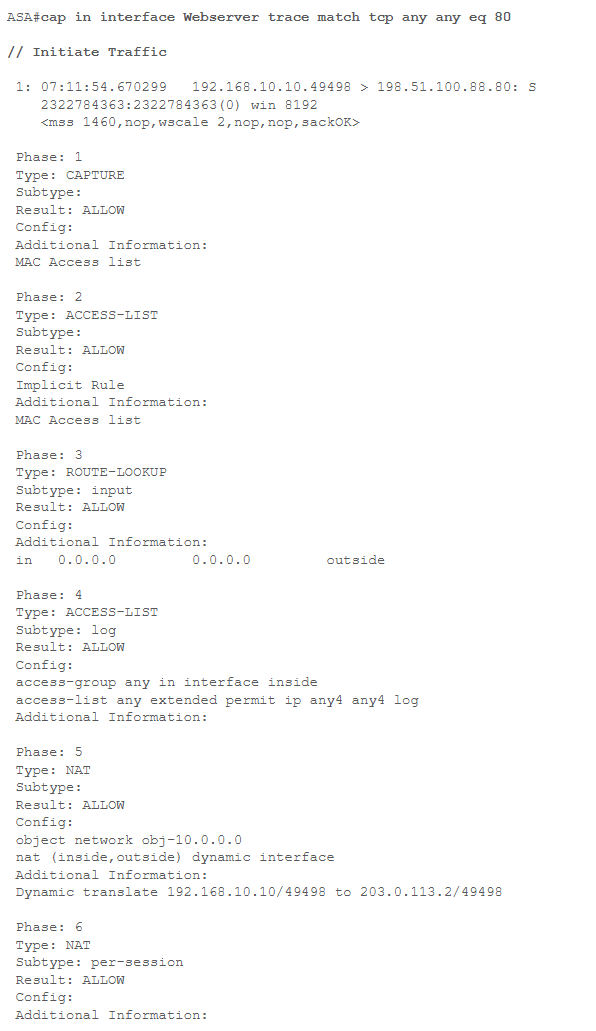 ASA#cap in interface Webserver trace match tcp any any eq 80
// Initiate Traffic
1: 07:11:54.670299 192.168.10.10.49498 > 198.51.100.88.80: S
2322784363:2322784363(0) win 8192
<mss 1460,nop,wscale 2,nop,nop,sackOK>
Phase: 1
Type: CAPTURE
Subtype:
Result: ALLOW
Config:
Additional Information:
MAC Access list
Phase: 2
Type: ACCESS-LIST
Subtype:
Result: ALLOW
Config:
Implicit Rule
Additional Information:
MAC Access list
Phase: 3
Type: ROUTE-LOOKUP
Subtype: input
Result: ALLOW
Config:
Additional Information:
in 0.0.0.0 0.0.0.0 outside
Phase: 4
Type: ACCESS-LIST
Subtype: log
Result: ALLOW
Config:
access-group any in interface inside
access-list any extended permit ip any4 any4 log
Additional Information:
Phase: 5
Type: NAT
Subtype:
Result: ALLOW
Config:
object network obj-10.0.0.0
nat (inside,outside) dynamic interface
Additional Information:
Dynamic translate 192.168.10.10/49498 to 203.0.113.2/49498
Phase: 6
Type: NAT
Subtype: per-session
Result: ALLOW
Config:
Additional Information: